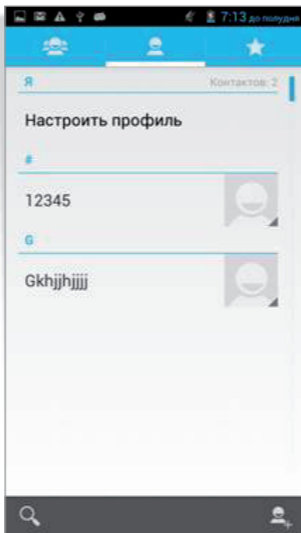 7:13 до полудня
Я Контактов: 2
Настроить профиль
#
12345
G
Gkhjjhjjjj